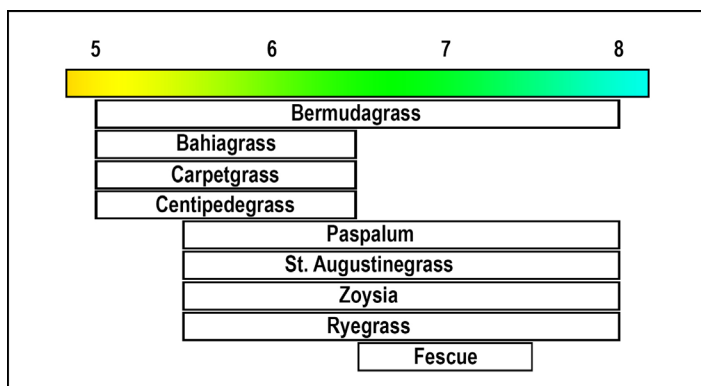 5 6 7 8
Bermudagrass
Bahiagrass
Carpetgrass
Centipedegrass
Paspalum
St. Augustinegrass
Zoysia
Ryegrass
Fescue